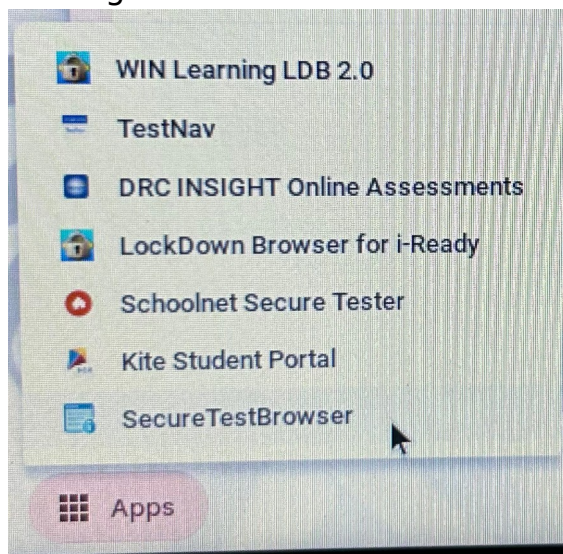 WIN Learning LDB 2.0
TestNav
DRC INSIGHT Online Assessments
LockDown Browser for i-Ready
Schoolnet Secure Tester
Kite Student Portal
SecureTestBrowser
Apps